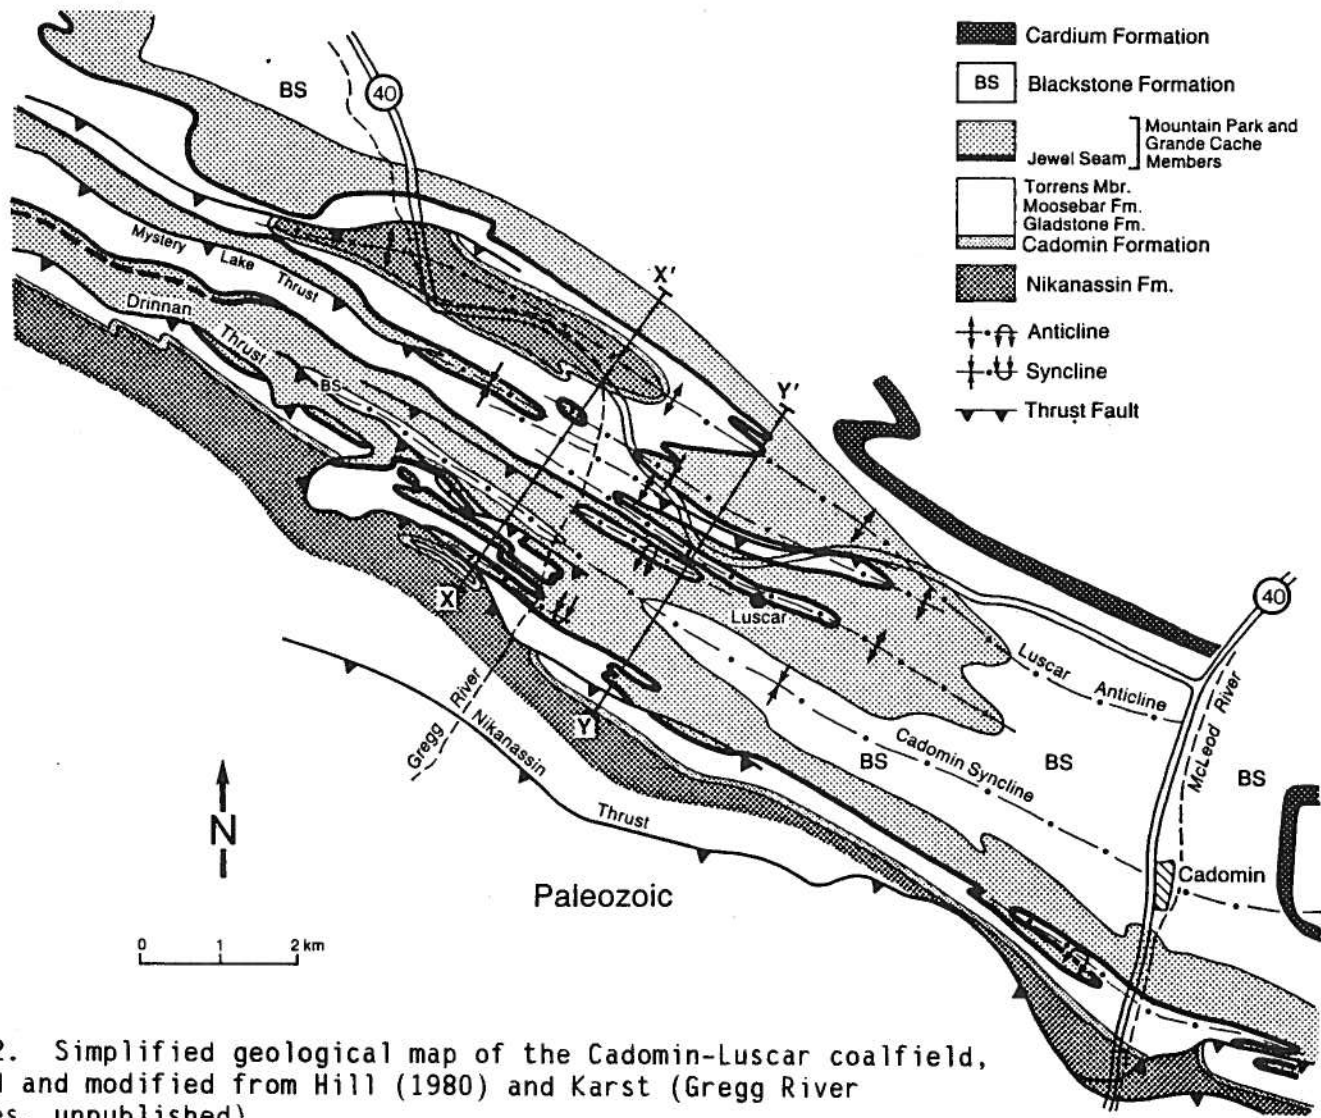 Cardium Formation
BS
Blackstone Formation
Jewel Seam
Mountain Park and
Grande Cache
Members
Torrens Mbr.
Moosebar Fm.
Gladstone Fm.
Cadomin Formation
Nikanassin Fm.
Anticline
Syncline
Thrust Fault
BS
40
Mystery Lake Thrust
Drinnan Thrust
BS
X'
Y'
X
Y
Luscar
Gregg River
Nikanassin Thrust
Luscar Anticline
Cadomin Syncline
BS
BS
BS
40
McLeod River
Cadomin
Paleozoic
N
0 1 2 km
2. Simplified geological map of the Cadomin-Luscar coalfield,
and modified from Hill (1980) and Karst (Gregg River
unpublished)